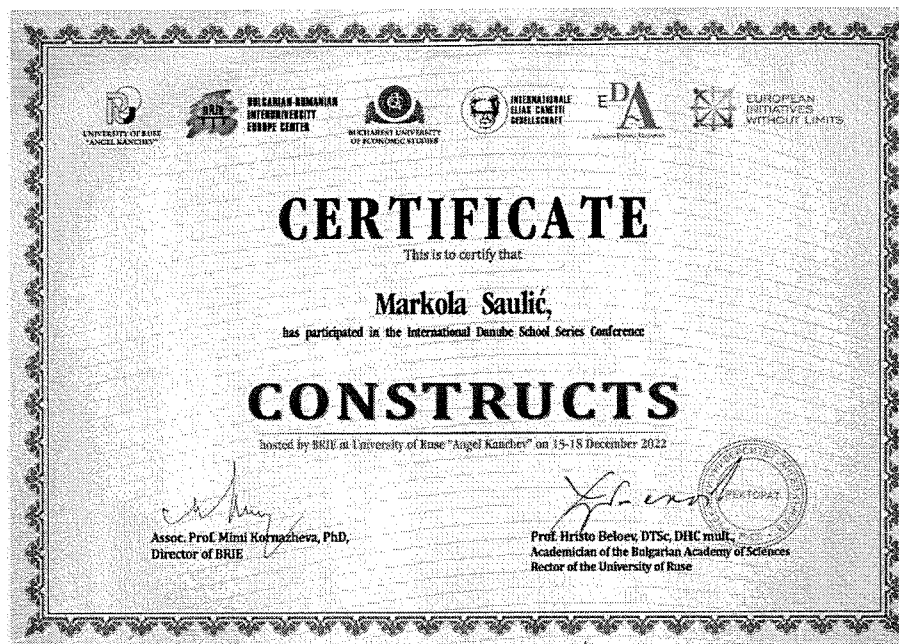 UNIVERSITY OF RUSE
"ANGEL KANCHEV"
BRIE
BULGARIAN-RUMANIAN
INTERUNIVERSITY
EUROPE CENTER
BUCHAREST UNIVERSITY
OF ECONOMIC STUDIES
INTERNATIONALE
ELIAS CANETTI
GESELLSCHAFT
EDA
EUROPEAN
INITIATIVES
WITHOUT LIMITS
CERTIFICATE
This is to certify that
Markola Saulić,
has participated in the International Danube School Series Conference
CONSTRUCTS
hosted by BRIE at University of Ruse "Angel Kanchev" on 15-18 December 2022
Assoc. Prof. Mimi Kornazheva, PhD,
Director of BRIE
Prof. Hristo Beloev, DTSc, DHC mult.,
Academician of the Bulgarian Academy of Sciences
Rector of the University of Ruse
РЕКТОРАТ